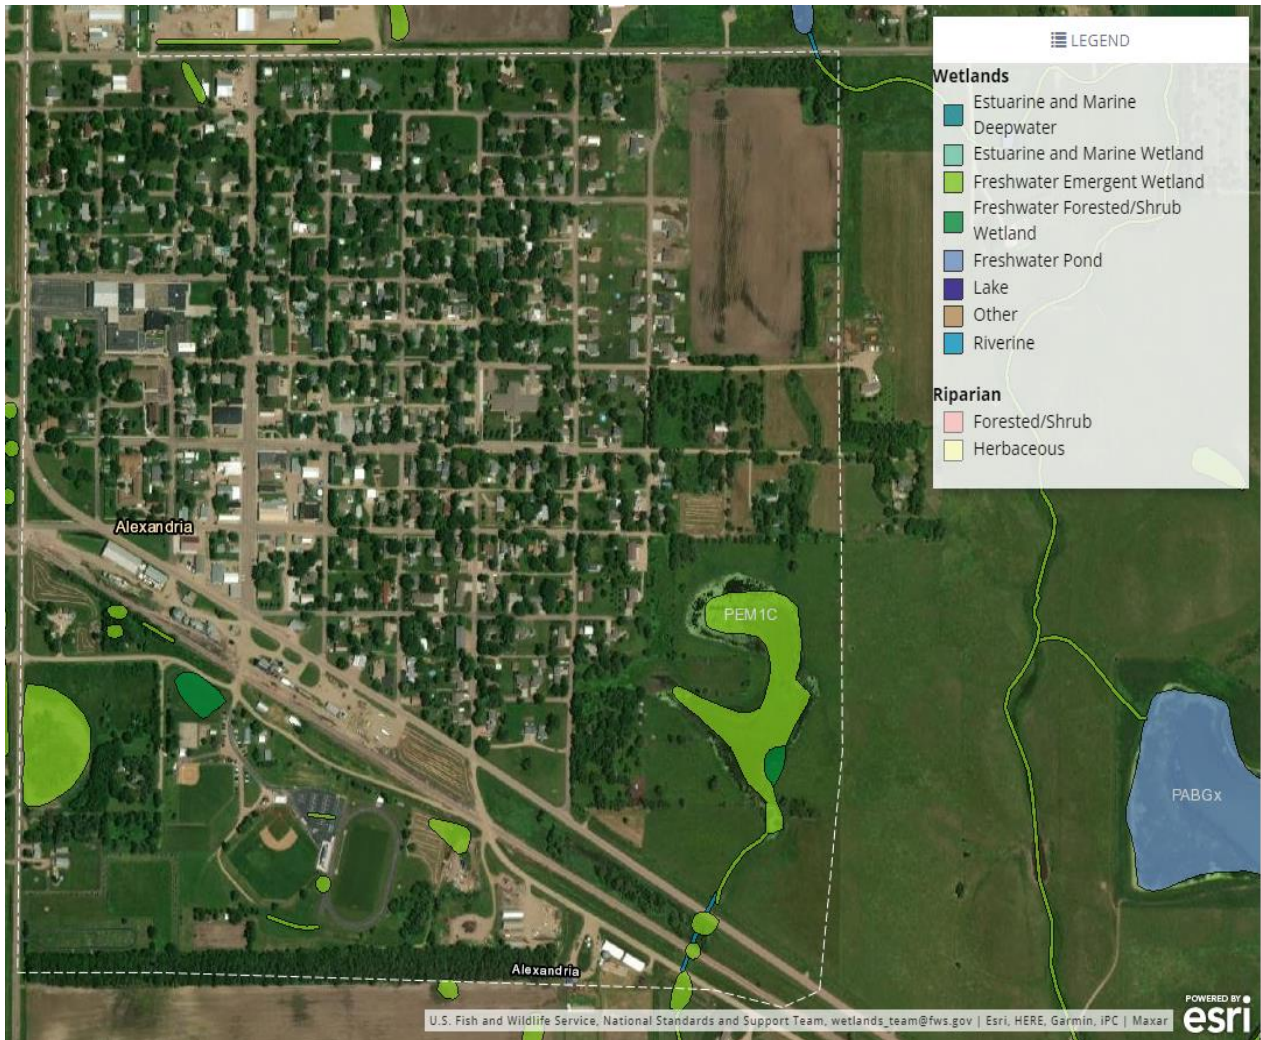 LEGEND
Wetlands
Estuarine and Marine
Deepwater
Estuarine and Marine Wetland
Freshwater Emergent Wetland
Freshwater Forested/Shrub
Wetland
Freshwater Pond
Lake
Other
Riverine
Riparian
Forested/Shrub
Herbaceous
Alexandria
PEM1C
PABGx
Alexandria
U.S. Fish and Wildlife Service, National Standards and Support Team, wetlands_team@fws.gov | Esri, HERE, Garmin, iPC | Maxar
POWERED BY
esri